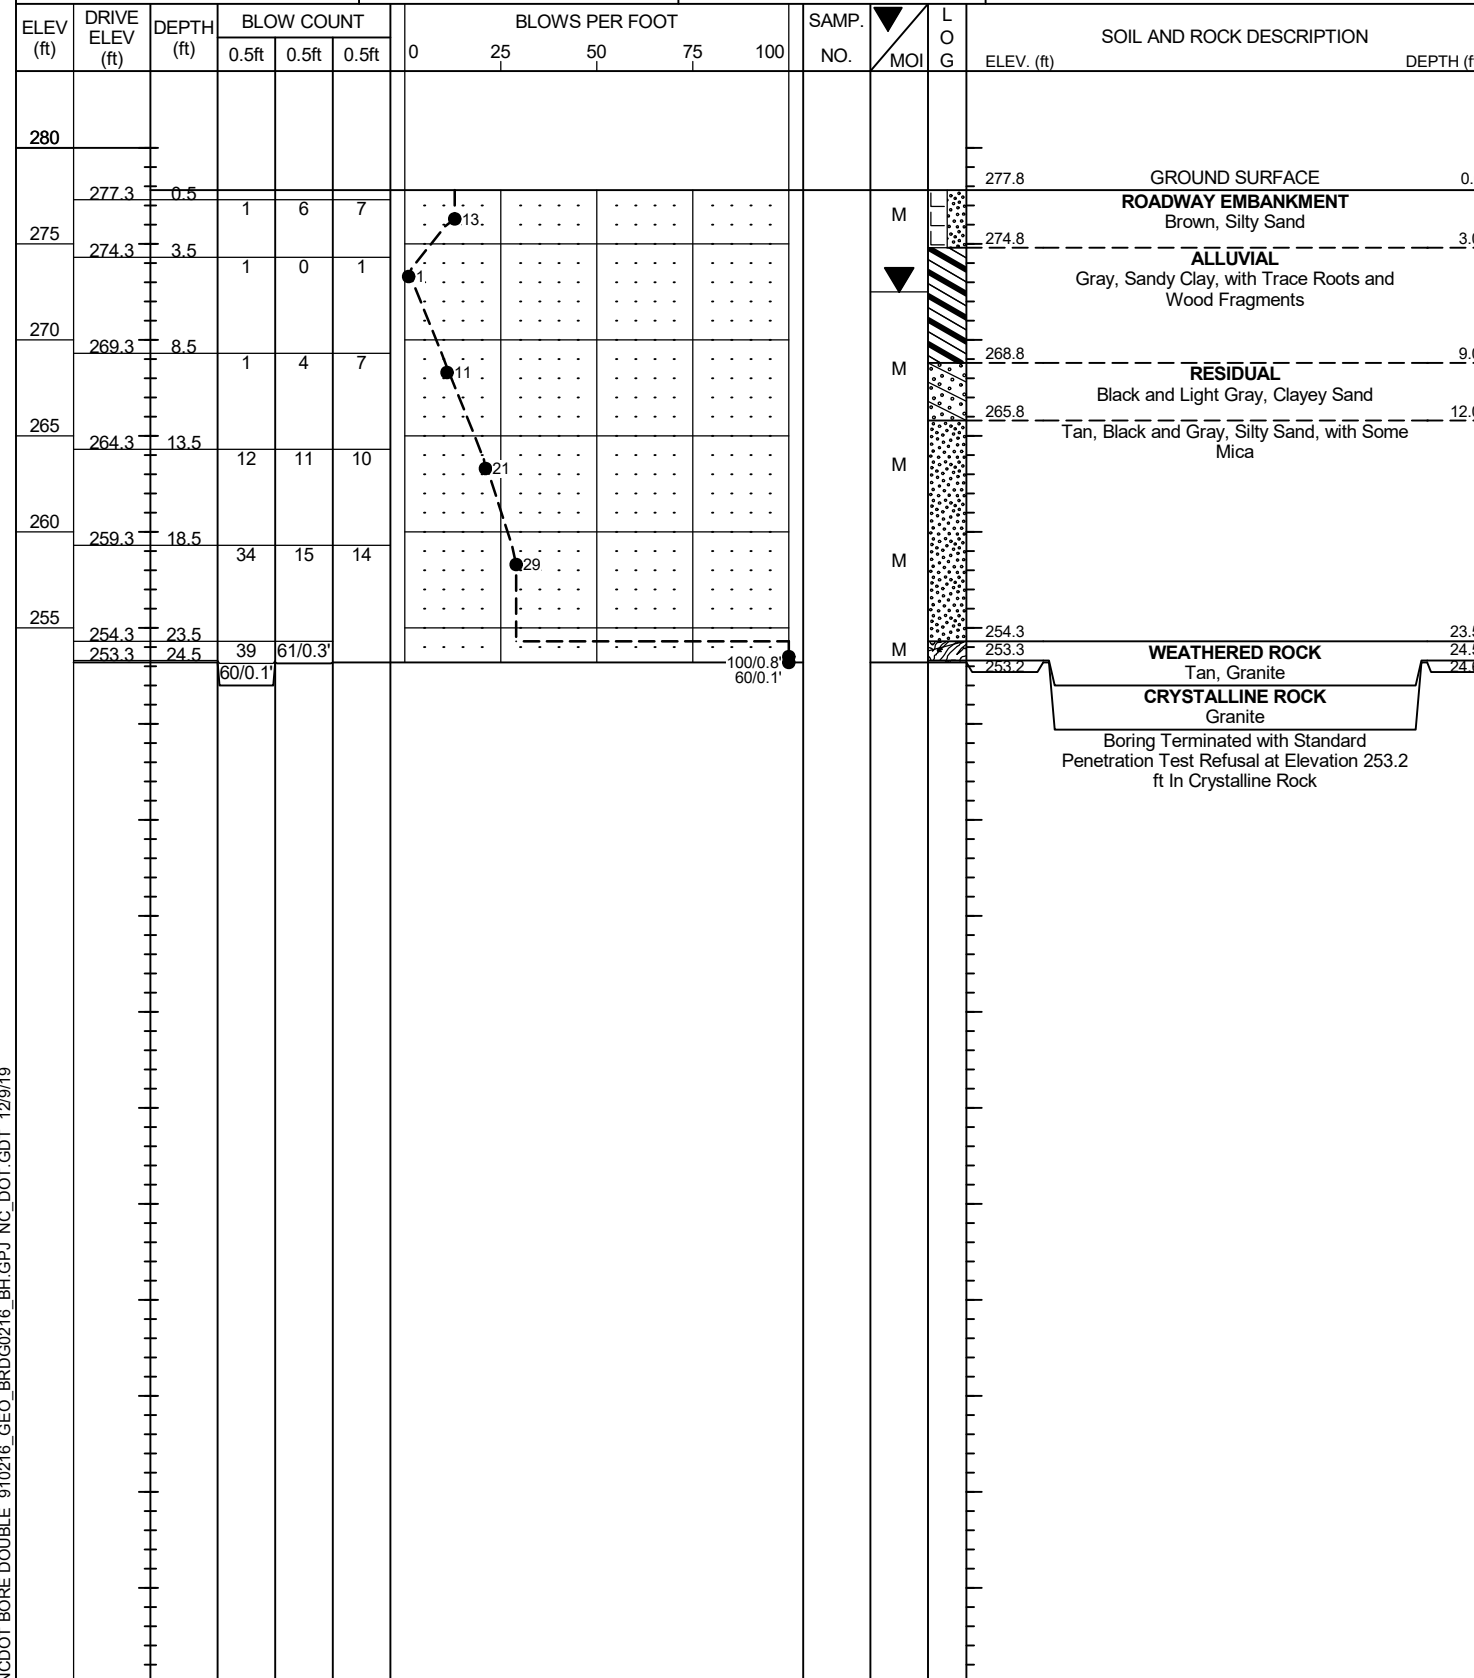 ELEV (ft)
DRIVE ELEV (ft)
DEPTH (ft)
BLOW COUNT
0.5ft 0.5ft 0.5ft
BLOWS PER FOOT
0 25 50 75 100
SAMP. NO.
MOI
L O G
SOIL AND ROCK DESCRIPTION
ELEV. (ft) DEPTH (f
280
277.8 GROUND SURFACE 0.
277.3 0.5 1 6 7 13 M
ROADWAY EMBANKMENT
Brown, Silty Sand
275
274.8 3.0
274.3 3.5 1 0 1 1
ALLUVIAL
Gray, Sandy Clay, with Trace Roots and
Wood Fragments
270
269.3 8.5 1 4 7 11 M
268.8 9.0
RESIDUAL
Black and Light Gray, Clayey Sand
265.8 12.0
265
264.3 13.5 12 11 10 21 M
Tan, Black and Gray, Silty Sand, with Some
Mica
260
259.3 18.5 34 15 14 29 M
255
254.3 23.5 39 61/0.3' 100/0.8' M
254.3 23.5
253.3 24.5 60/0.1' 60/0.1'
253.3 24.5
WEATHERED ROCK
Tan, Granite
253.2 24.6
CRYSTALLINE ROCK
Granite
Boring Terminated with Standard
Penetration Test Refusal at Elevation 253.2
ft In Crystalline Rock
NCDOT BORE DOUBLE 910216_GEO_BRDG0216_BH.GPJ NC_DOT.GDT 12/9/19